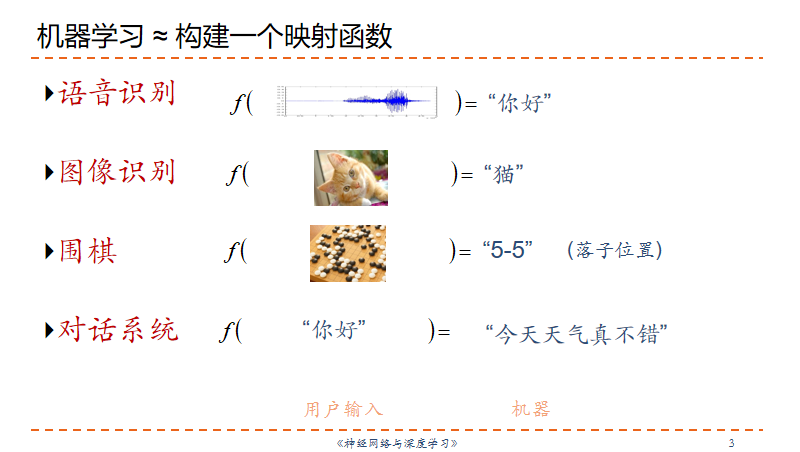 机器学习 ≈ 构建一个映射函数
语音识别 f( )= “你好”
图像识别 f( )= “猫”
围棋 f( )= “5-5” (落子位置)
对话系统 f( “你好” )= “今天天气真不错”
用户输入 机器
《神经网络与深度学习》 3